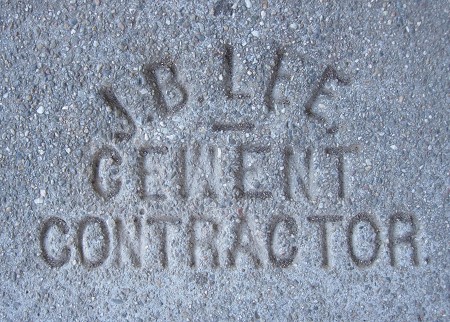 J.B LEE
CEMENT
CONTRACTOR.